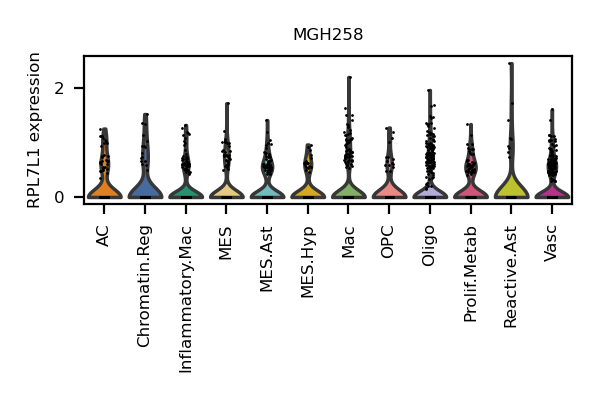 MGH258
RPL7L1 expression
2
0
AC
Chromatin.Reg
Inflammatory.Mac
MES
MES.Ast
MES.Hyp
Mac
OPC
Oligo
Prolif.Metab
Reactive.Ast
Vasc